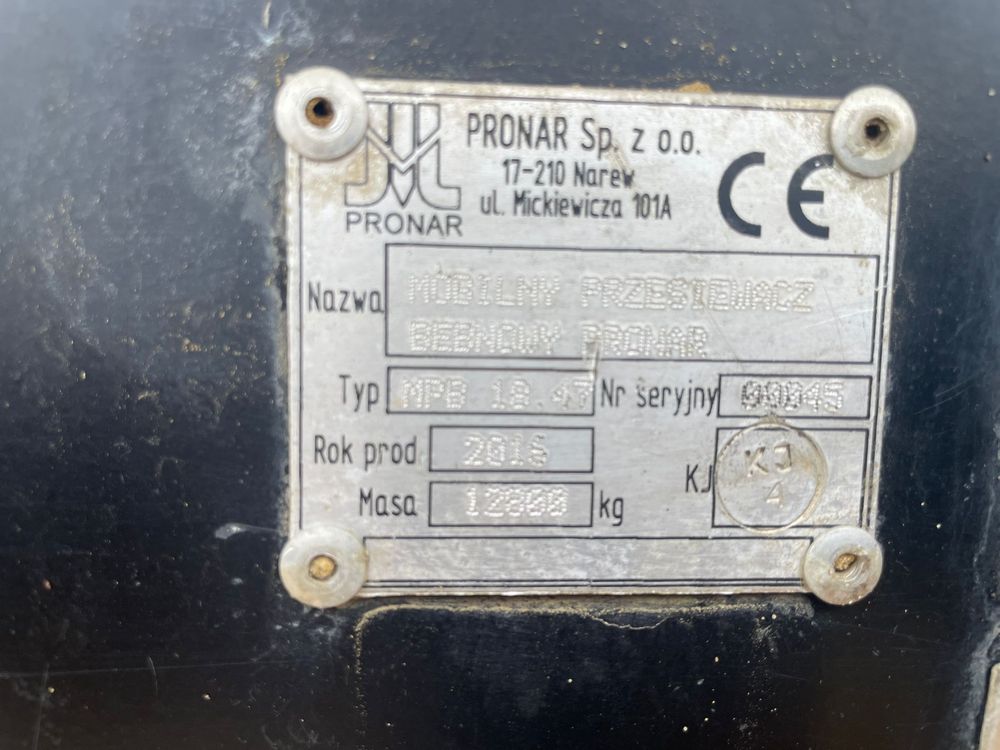 PRONAR Sp. z o.o.
17-210 Narew
ul. Mickiewicza 101A
PRONAR
CE
Nazwa MOBILNY PRZESIEWACZ
BEBNOWY PRONAR
Typ MPB 18.47 Nr seryjny 00045
Rok prod 2016
Masa 12800 kg
KJ KJ
4